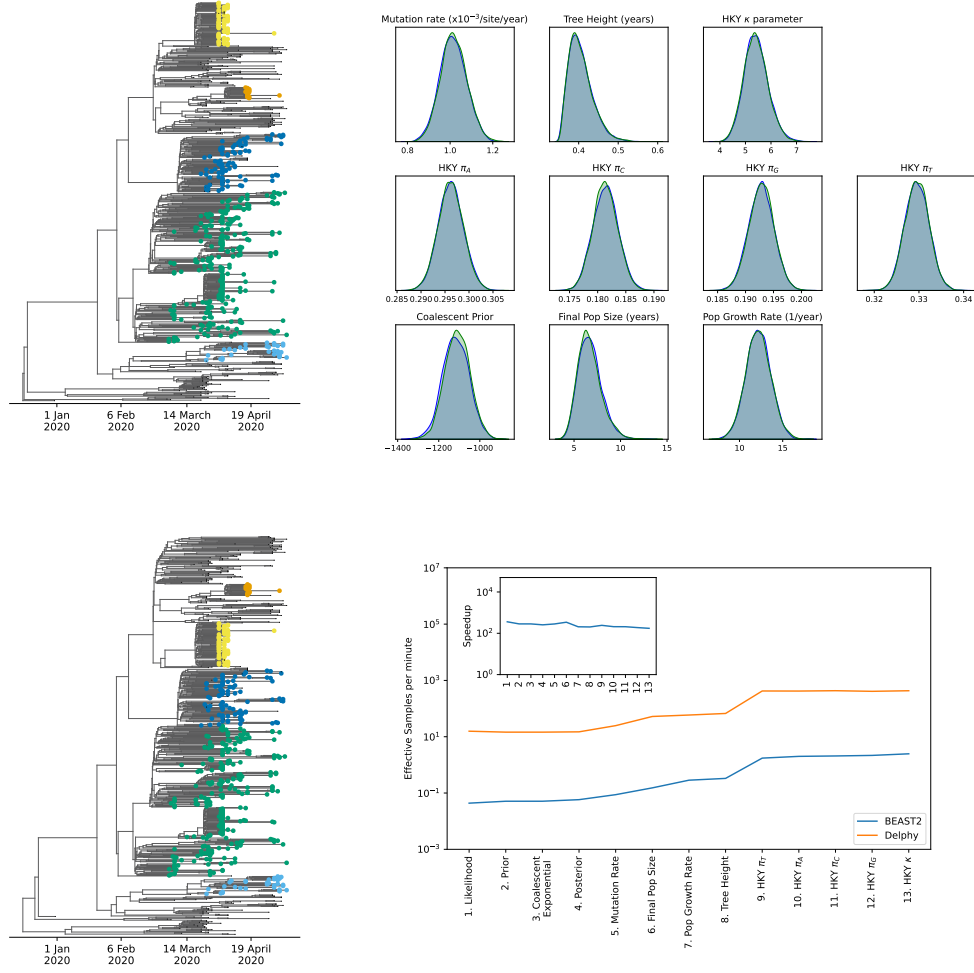 Mutation rate (x10⁻³/site/year)
Tree Height (years)
HKY κ parameter
0.8 1.0 1.2
0.4 0.5 0.6
4 5 6 7
HKY π_A
HKY π_C
HKY π_G
HKY π_T
0.285 0.290 0.295 0.300 0.305
0.175 0.180 0.185 0.190
0.185 0.190 0.195 0.200
0.32 0.33 0.34
Coalescent Prior
Final Pop Size (years)
Pop Growth Rate (1/year)
−1400 −1200 −1000
5 10 15
10 15
1 Jan
2020
6 Feb
2020
14 March
2020
19 April
2020
1 Jan
2020
6 Feb
2020
14 March
2020
19 April
2020
Effective Samples per minute
10⁷
10⁵
10³
10¹
10⁻¹
10⁻³
Speedup
10⁴
10²
10⁰
1 2 3 4 5 6 7 8 9 10 11 12 13
BEAST2
Delphy
1. Likelihood
2. Prior
3. Coalescent
Exponential
4. Posterior
5. Mutation Rate
6. Final Pop Size
7. Pop Growth Rate
8. Tree Height
9. HKY π_T
10. HKY π_A
11. HKY π_C
12. HKY π_G
13. HKY κ